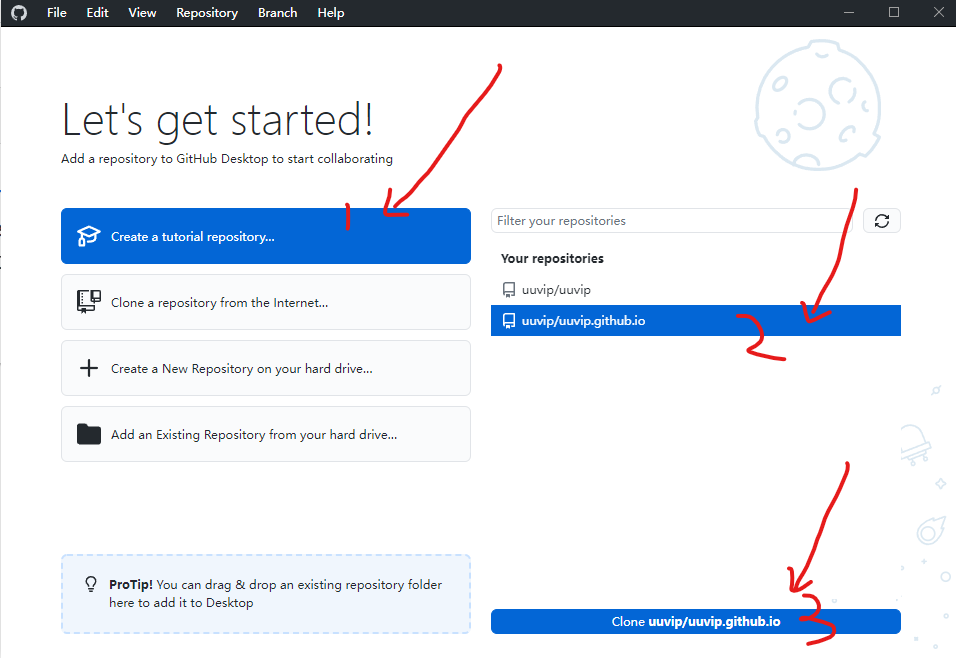 File Edit View Repository Branch Help
Let's get started!
Add a repository to GitHub Desktop to start collaborating
1
Create a tutorial repository...
Clone a repository from the Internet...
Create a New Repository on your hard drive...
Add an Existing Repository from your hard drive...
ProTip! You can drag & drop an existing repository folder
here to add it to Desktop
Filter your repositories
Your repositories
uuvip/uuvip
uuvip/uuvip.github.io
2
Clone uuvip/uuvip.github.io
3